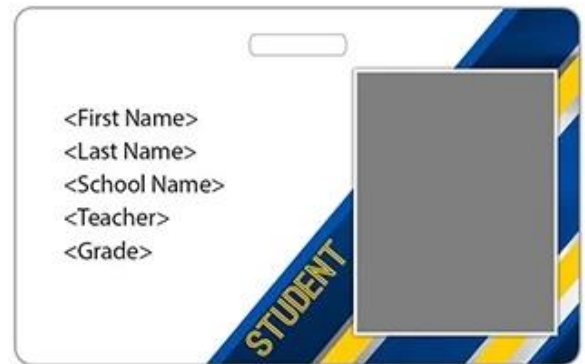 <First Name>
<Last Name>
<School Name>
<Teacher>
<Grade>
STUDENT